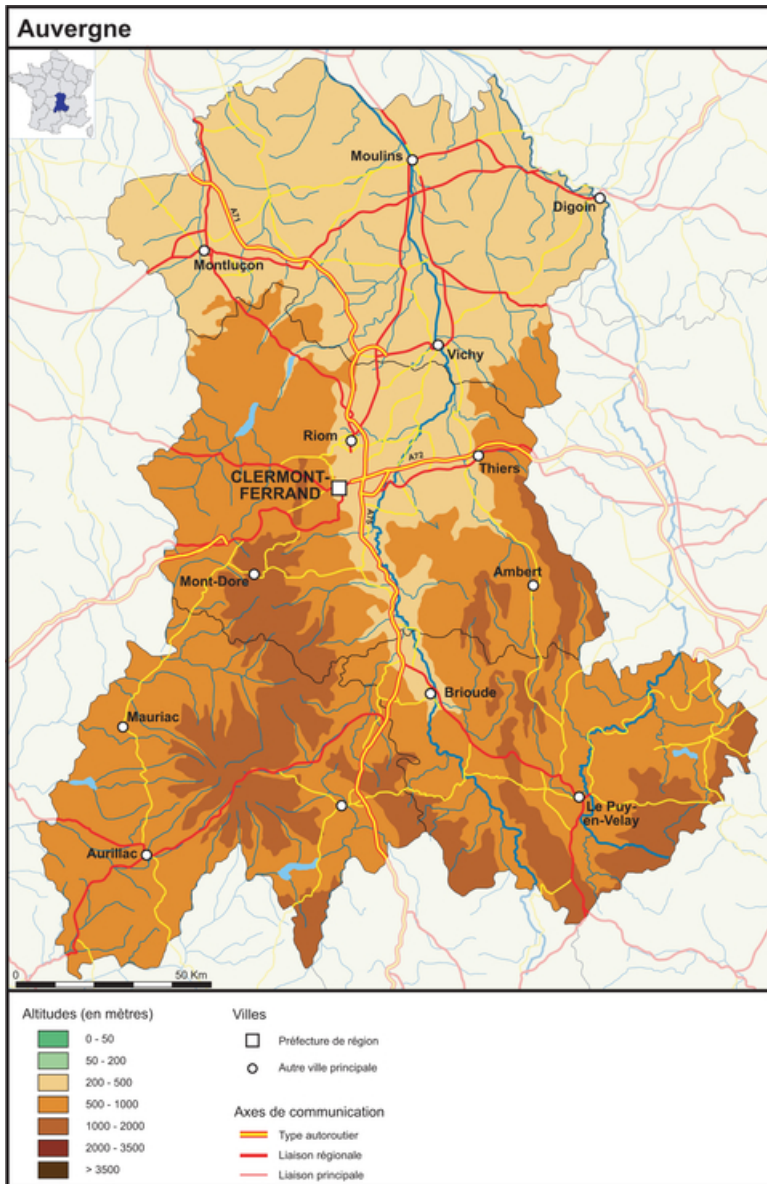 Auvergne
Moulins
Digoin
A71
Montluçon
Vichy
Riom
A72
Thiers
CLERMONT-
FERRAND
A75
Mont-Dore
Ambert
Brioude
Mauriac
Le Puy-
en-Velay
Aurillac
0
50 Km
Altitudes (en mètres)
0 - 50
50 - 200
200 - 500
500 - 1000
1000 - 2000
2000 - 3500
> 3500
Villes
Préfecture de région
Autre ville principale
Axes de communication
Type autoroutier
Liaison régionale
Liaison principale